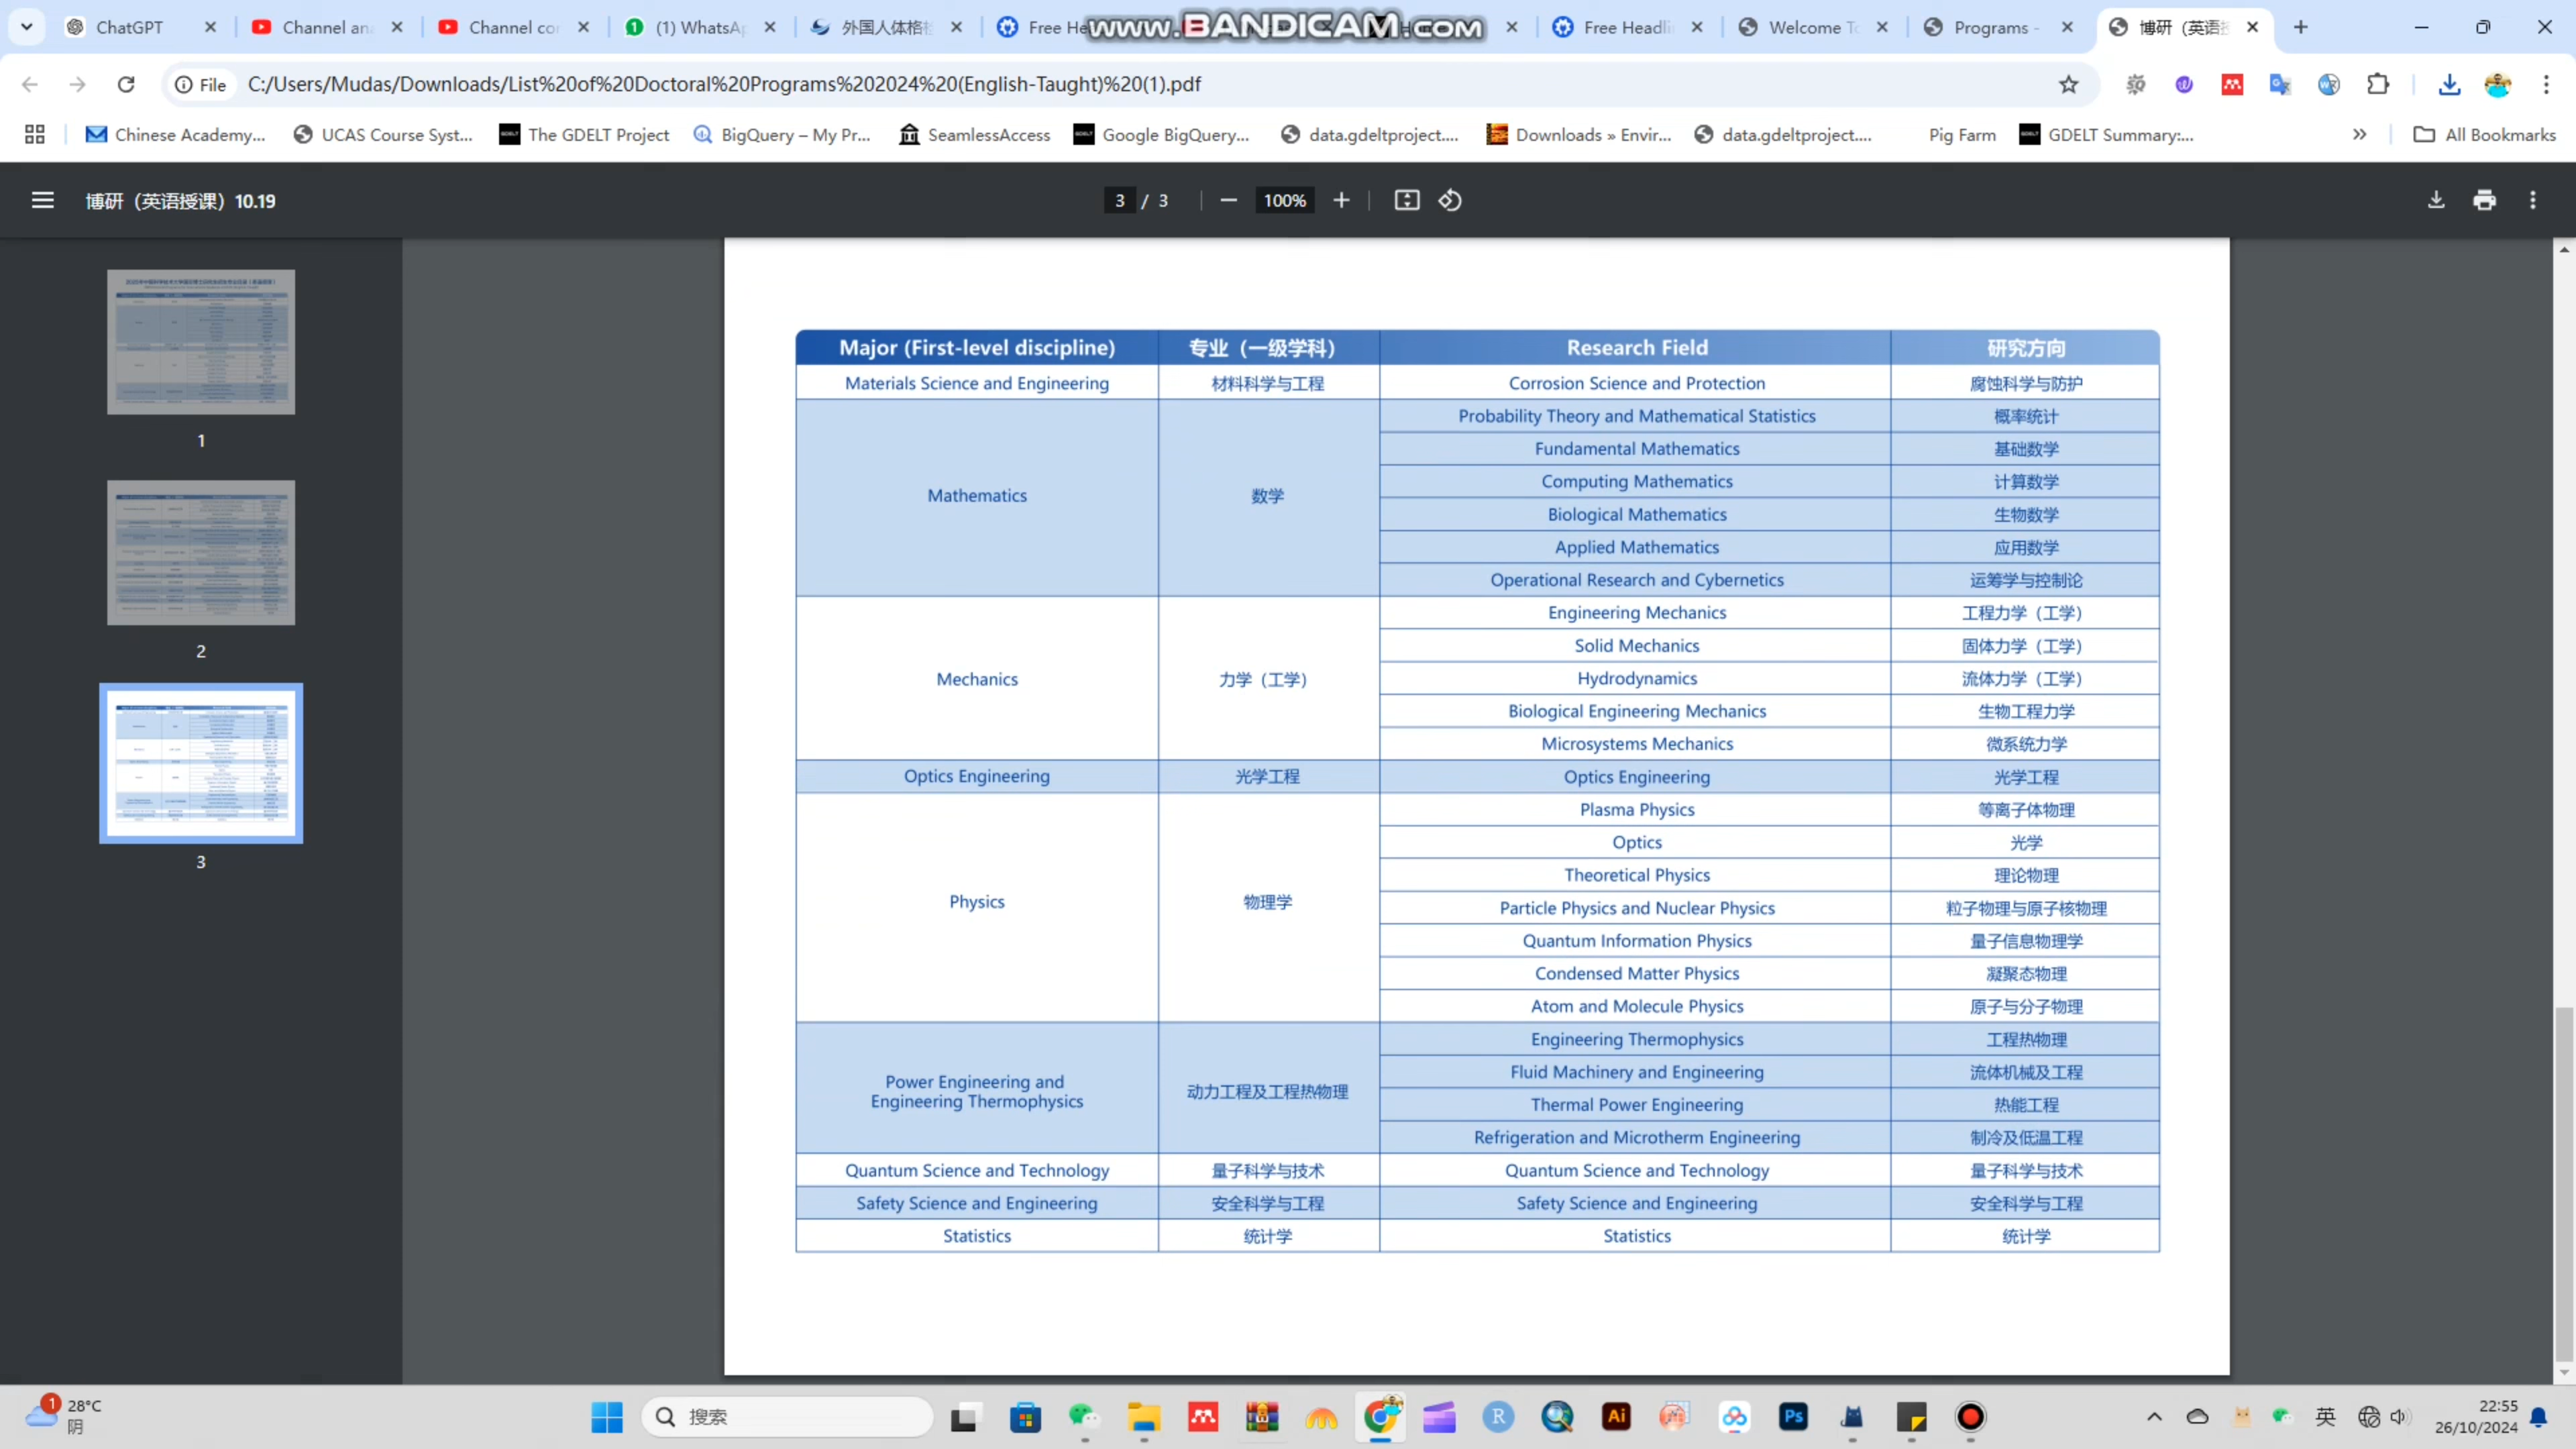 ChatGPT
Channel an
Channel co
(1) WhatsAp
外国人体格
Free He
www.BANDICAM.com
Free Headli
Welcome To
Programs -
博研（英语授
File
C:/Users/Mudas/Downloads/List%20of%20Doctoral%20Programs%202024%20(English-Taught)%20(1).pdf
Chinese Academy...
UCAS Course Syst...
The GDELT Project
BigQuery – My Pr...
SeamlessAccess
Google BigQuery...
data.gdeltproject....
Downloads » Envir...
data.gdeltproject....
Pig Farm
GDELT Summary:...
All Bookmarks
博研（英语授课）10.19
3 / 3
100%
1
2
3
Major (First-level discipline) 专业（一级学科） Research Field 研究方向
Materials Science and Engineering 材料科学与工程 Corrosion Science and Protection 腐蚀科学与防护
Mathematics 数学
Probability Theory and Mathematical Statistics 概率统计
Fundamental Mathematics 基础数学
Computing Mathematics 计算数学
Biological Mathematics 生物数学
Applied Mathematics 应用数学
Operational Research and Cybernetics 运筹学与控制论
Mechanics 力学（工学）
Engineering Mechanics 工程力学（工学）
Solid Mechanics 固体力学（工学）
Hydrodynamics 流体力学（工学）
Biological Engineering Mechanics 生物工程力学
Microsystems Mechanics 微系统力学
Optics Engineering 光学工程 Optics Engineering 光学工程
Physics 物理学
Plasma Physics 等离子体物理
Optics 光学
Theoretical Physics 理论物理
Particle Physics and Nuclear Physics 粒子物理与原子核物理
Quantum Information Physics 量子信息物理学
Condensed Matter Physics 凝聚态物理
Atom and Molecule Physics 原子与分子物理
Power Engineering and
Engineering Thermophysics
动力工程及工程热物理
Engineering Thermophysics 工程热物理
Fluid Machinery and Engineering 流体机械及工程
Thermal Power Engineering 热能工程
Refrigeration and Microtherm Engineering 制冷及低温工程
Quantum Science and Technology 量子科学与技术 Quantum Science and Technology 量子科学与技术
Safety Science and Engineering 安全科学与工程 Safety Science and Engineering 安全科学与工程
Statistics 统计学 Statistics 统计学
1
28°C
阴
搜索
R
Ai
Ps
英
22:55
26/10/2024